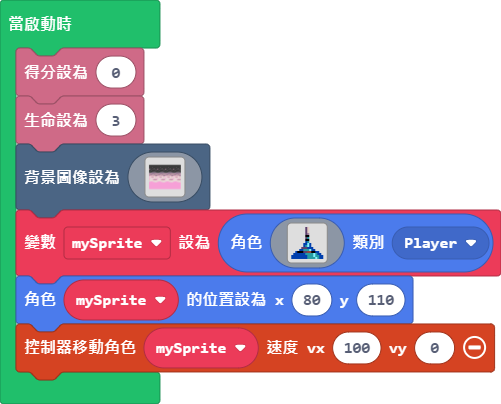 當啟動時
得分設為 0
生命設為 3
背景圖像設為
變數 mySprite 設為 角色 類別 Player
角色 mySprite 的位置設為 x 80 y 110
控制器移動角色 mySprite 速度 vx 100 vy 0